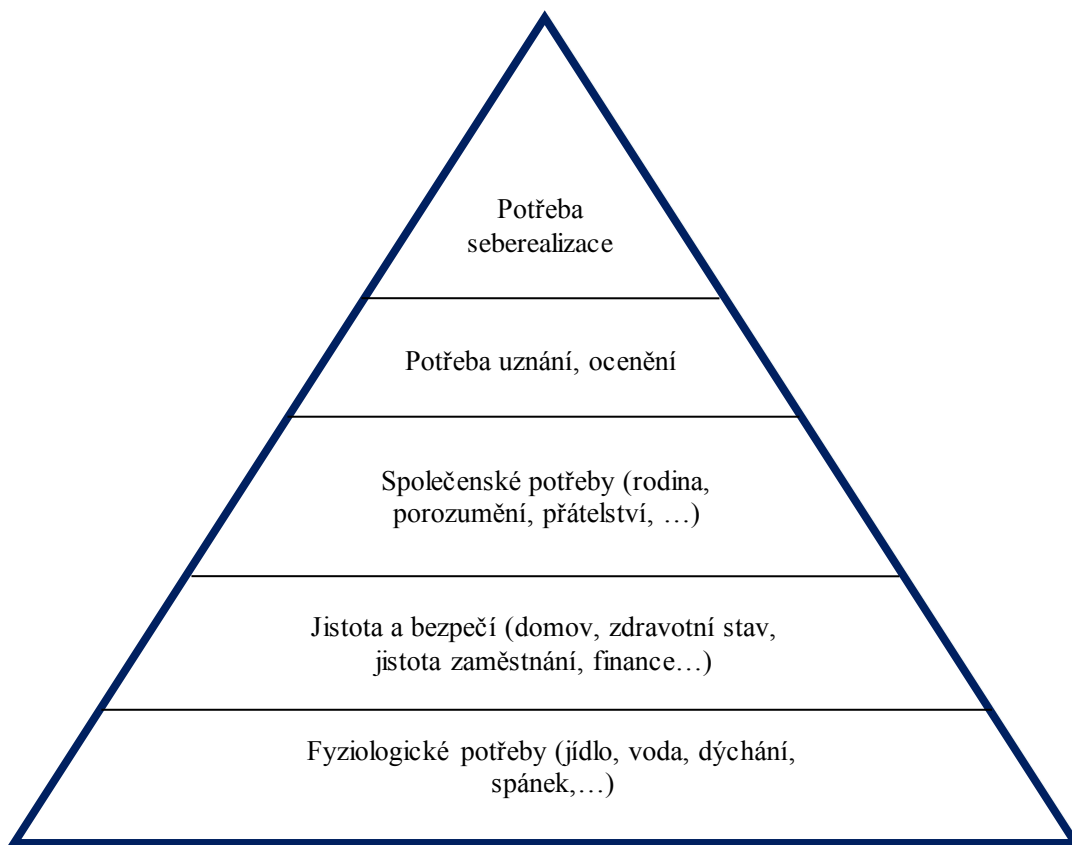 Potřeba
seberealizace
Potřeba uznání, ocenění
Společenské potřeby (rodina,
porozumění, přátelství, …)
Jistota a bezpečí (domov, zdravotní stav,
jistota zaměstnání, finance…)
Fyziologické potřeby (jídlo, voda, dýchání,
spánek,…)